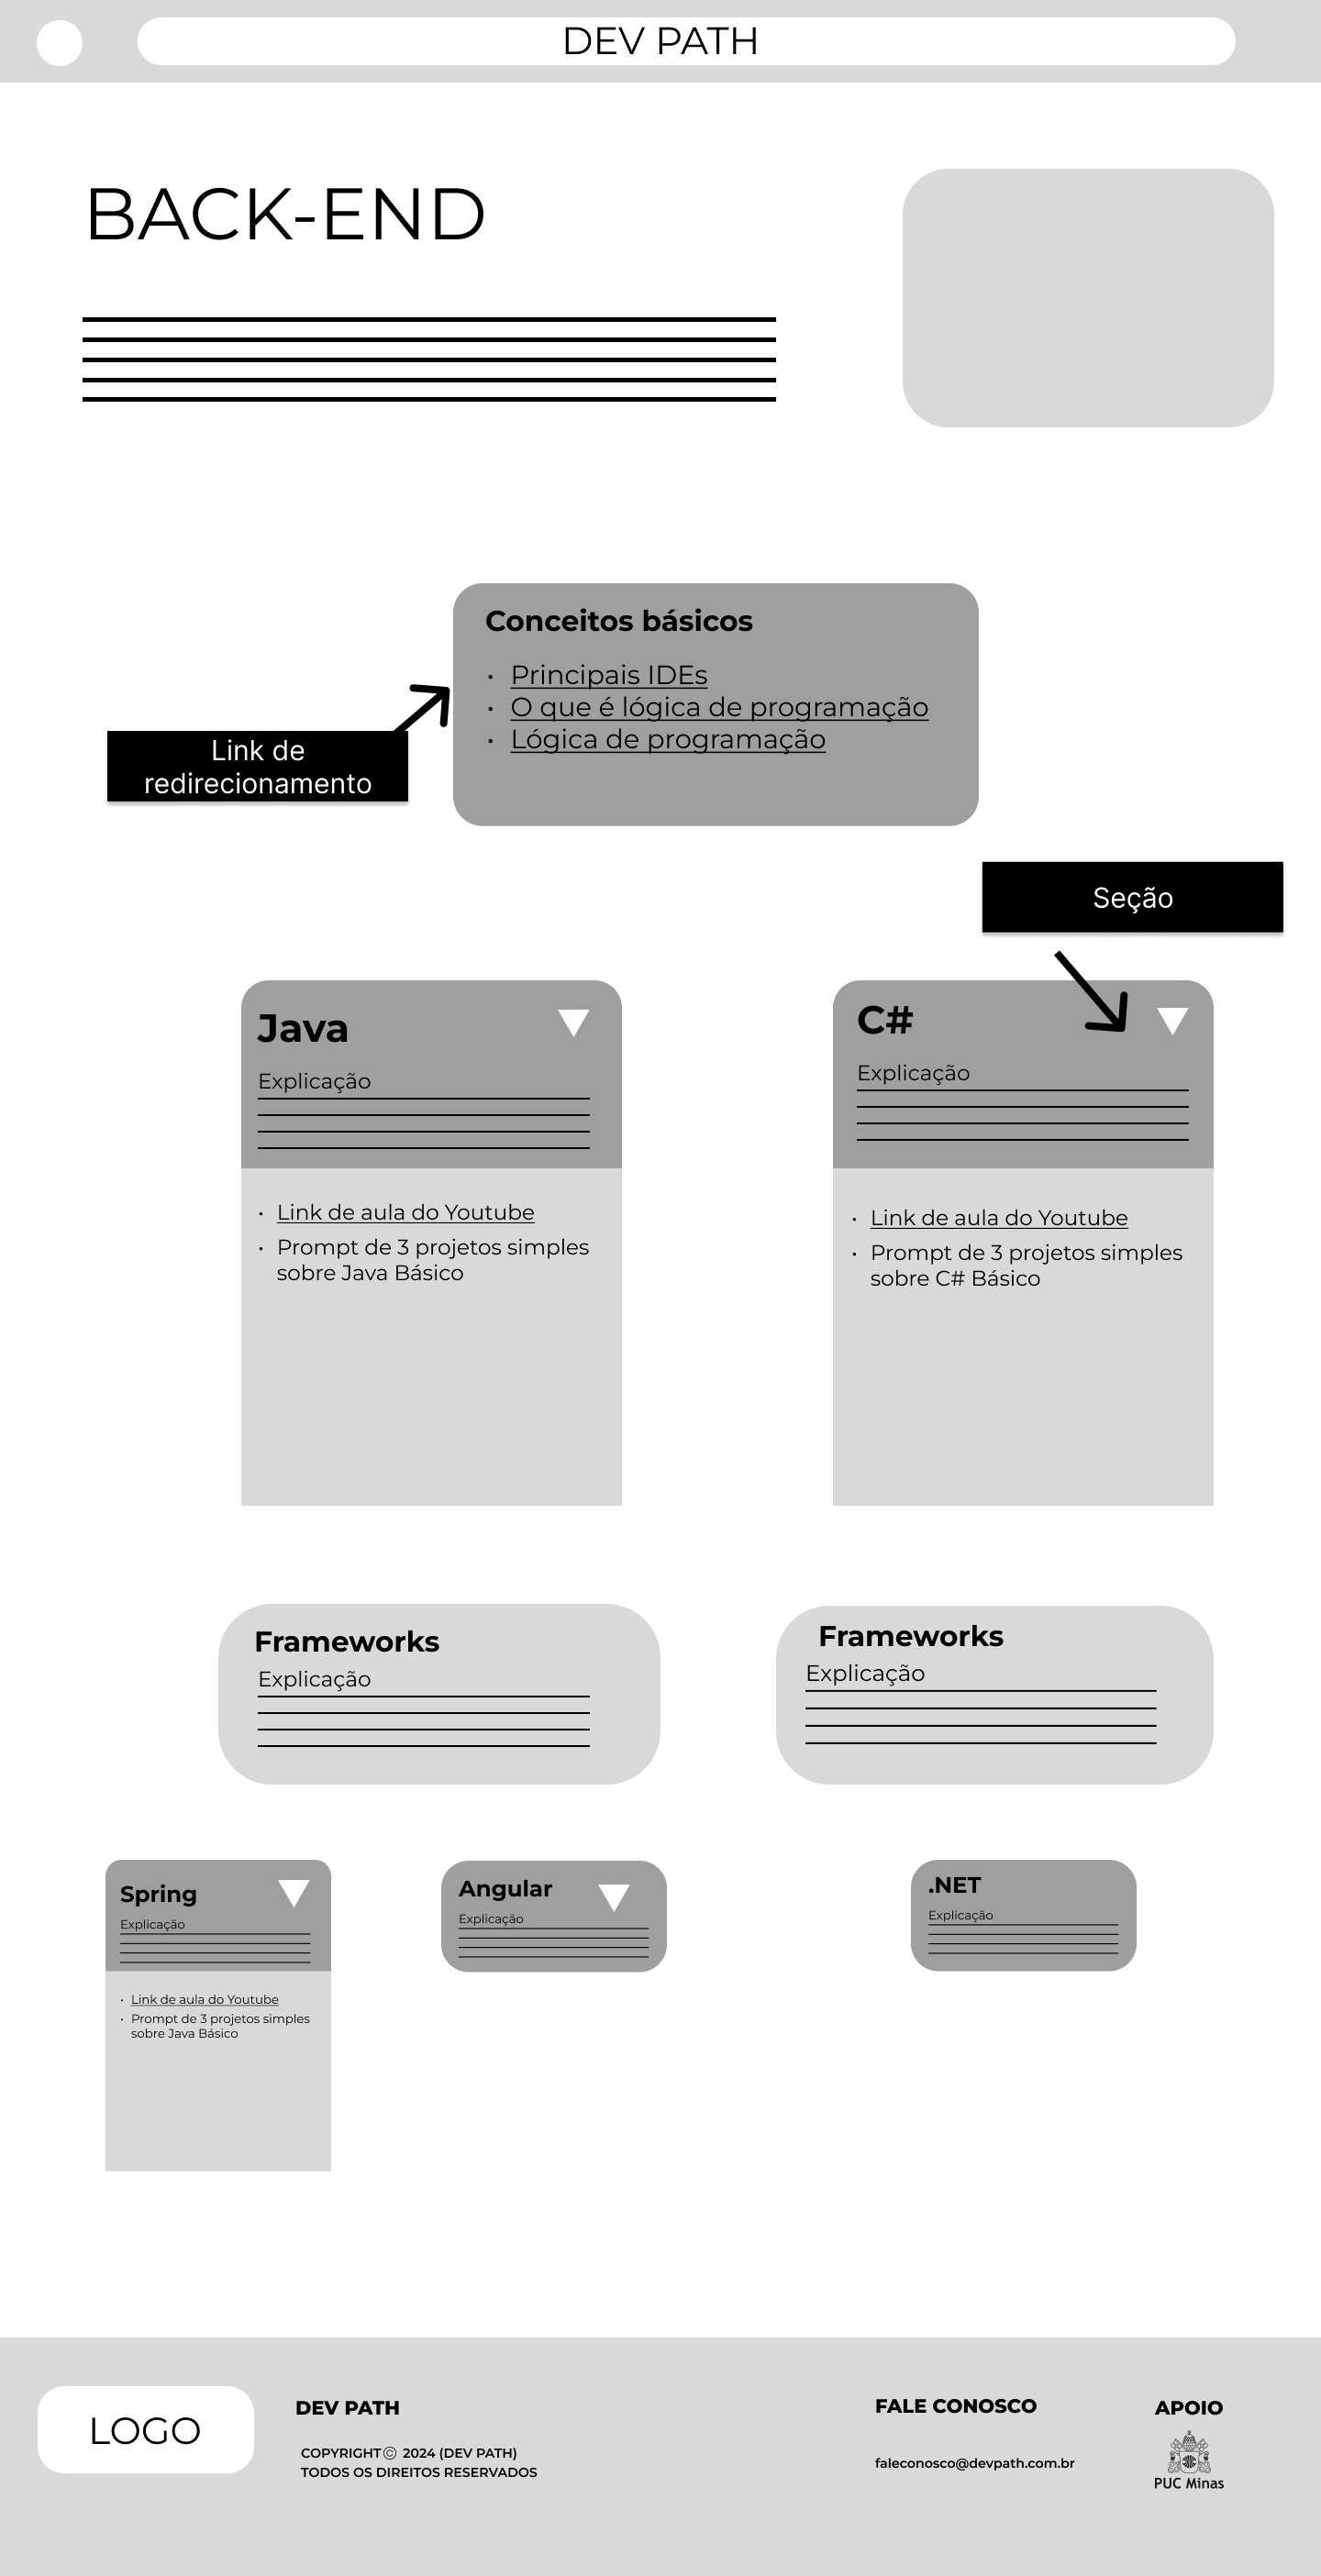 DEV PATH
BACK-END
Conceitos básicos
• Principais IDEs
• O que é lógica de programação
• Lógica de programação
Link de
redirecionamento
Seção
Java
Explicação
• Link de aula do Youtube
• Prompt de 3 projetos simples
sobre Java Básico
C#
Explicação
• Link de aula do Youtube
• Prompt de 3 projetos simples
sobre C# Básico
Frameworks
Explicação
Frameworks
Explicação
Spring
Explicação
• Link de aula do Youtube
• Prompt de 3 projetos simples
sobre Java Básico
Angular
Explicação
.NET
Explicação
LOGO
DEV PATH
COPYRIGHT© 2024 (DEV PATH)
TODOS OS DIREITOS RESERVADOS
FALE CONOSCO
faleconosco@devpath.com.br
APOIO
PUC Minas